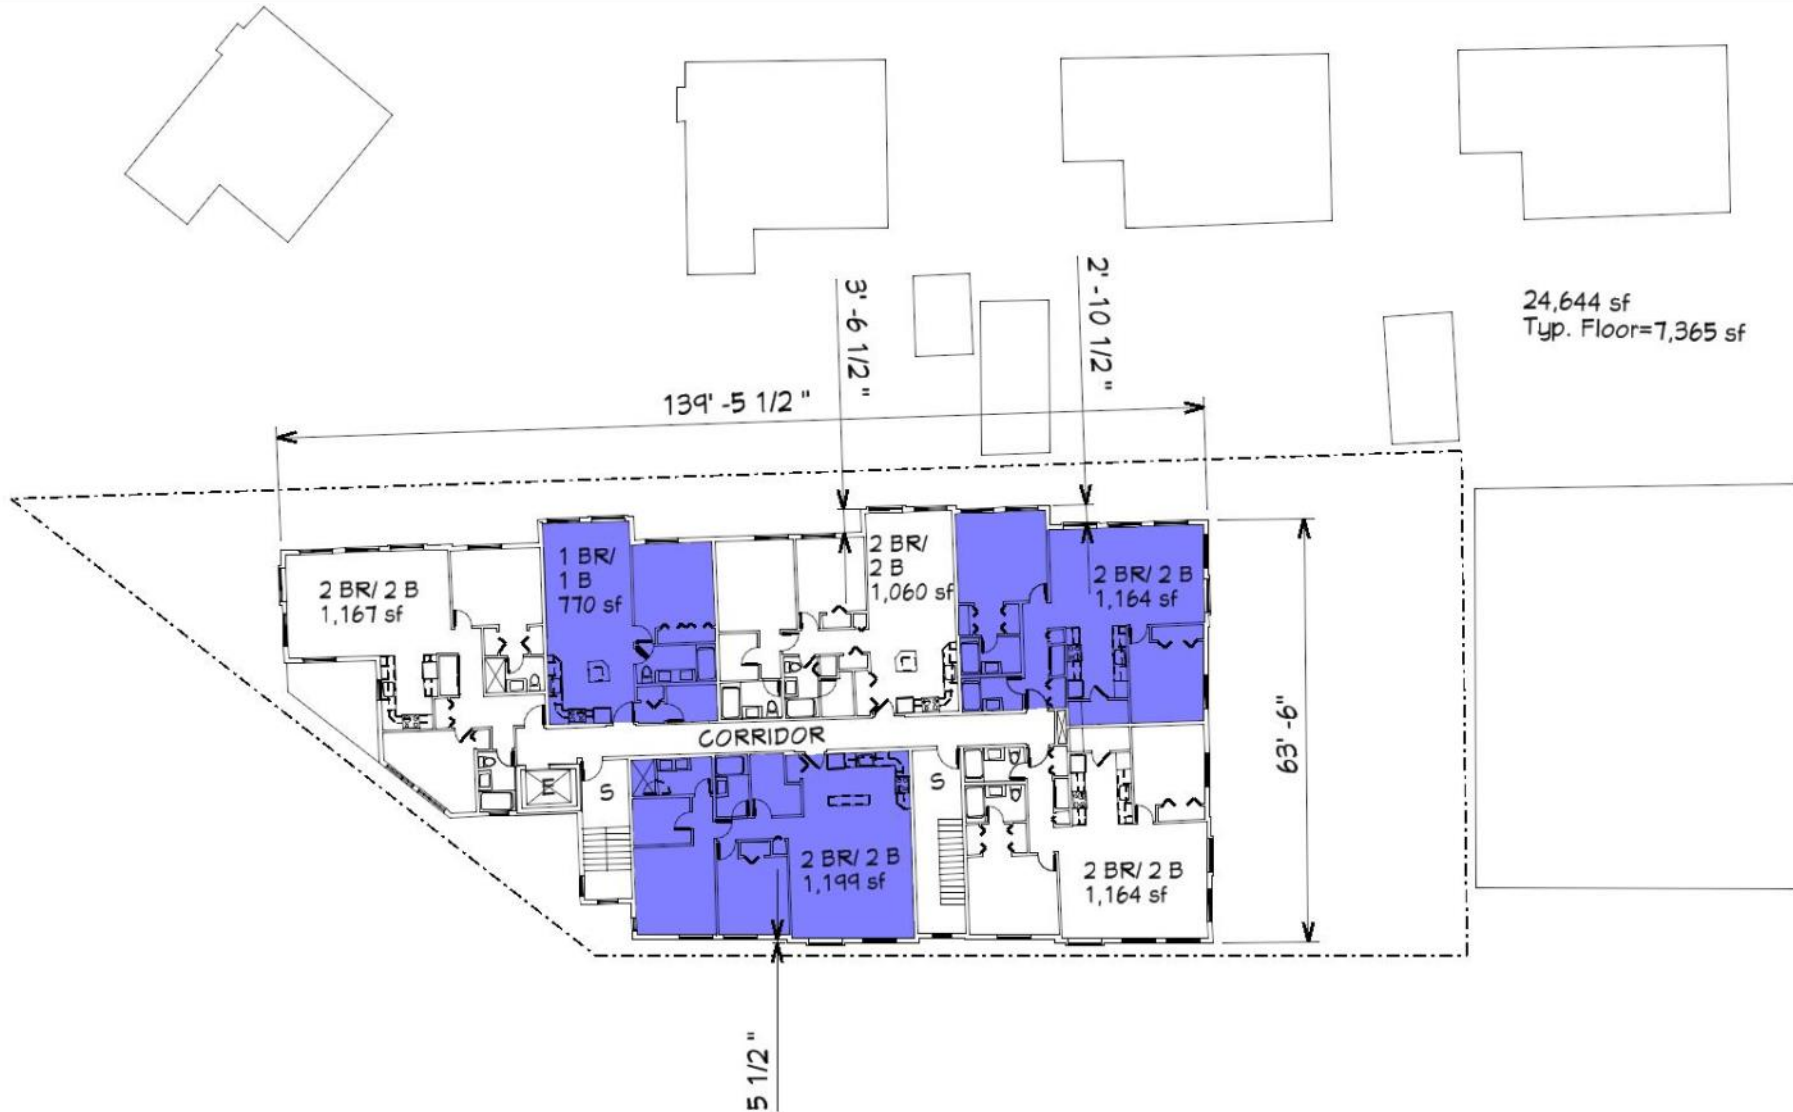 3' -6 1/2"
2' -10 1/2"
24,644 sf
Typ. Floor=7,365 sf
139' -5 1/2 "
1 BR/
1 B
770 sf
2 BR/
2 B
1,060 sf
2 BR/ 2 B
1,164 sf
2 BR/ 2 B
1,167 sf
63' -6"
CORRIDOR
E
S
S
2 BR/ 2 B
1,199 sf
2 BR/ 2 B
1,164 sf
5 1/2"